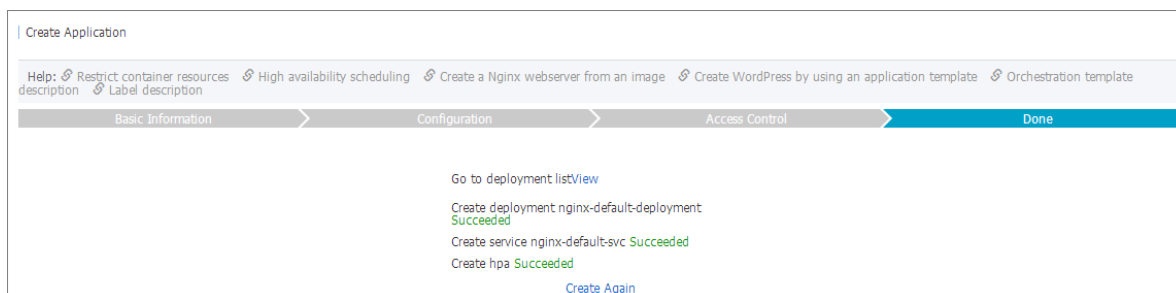 Create Application
Help: Restrict container resources High availability scheduling Create a Nginx webserver from an image Create WordPress by using an application template Orchestration template
description Label description
Basic Information Configuration Access Control Done
Go to deployment listView
Create deployment nginx-default-deployment
Succeeded
Create service nginx-default-svc Succeeded
Create hpa Succeeded
Create Again